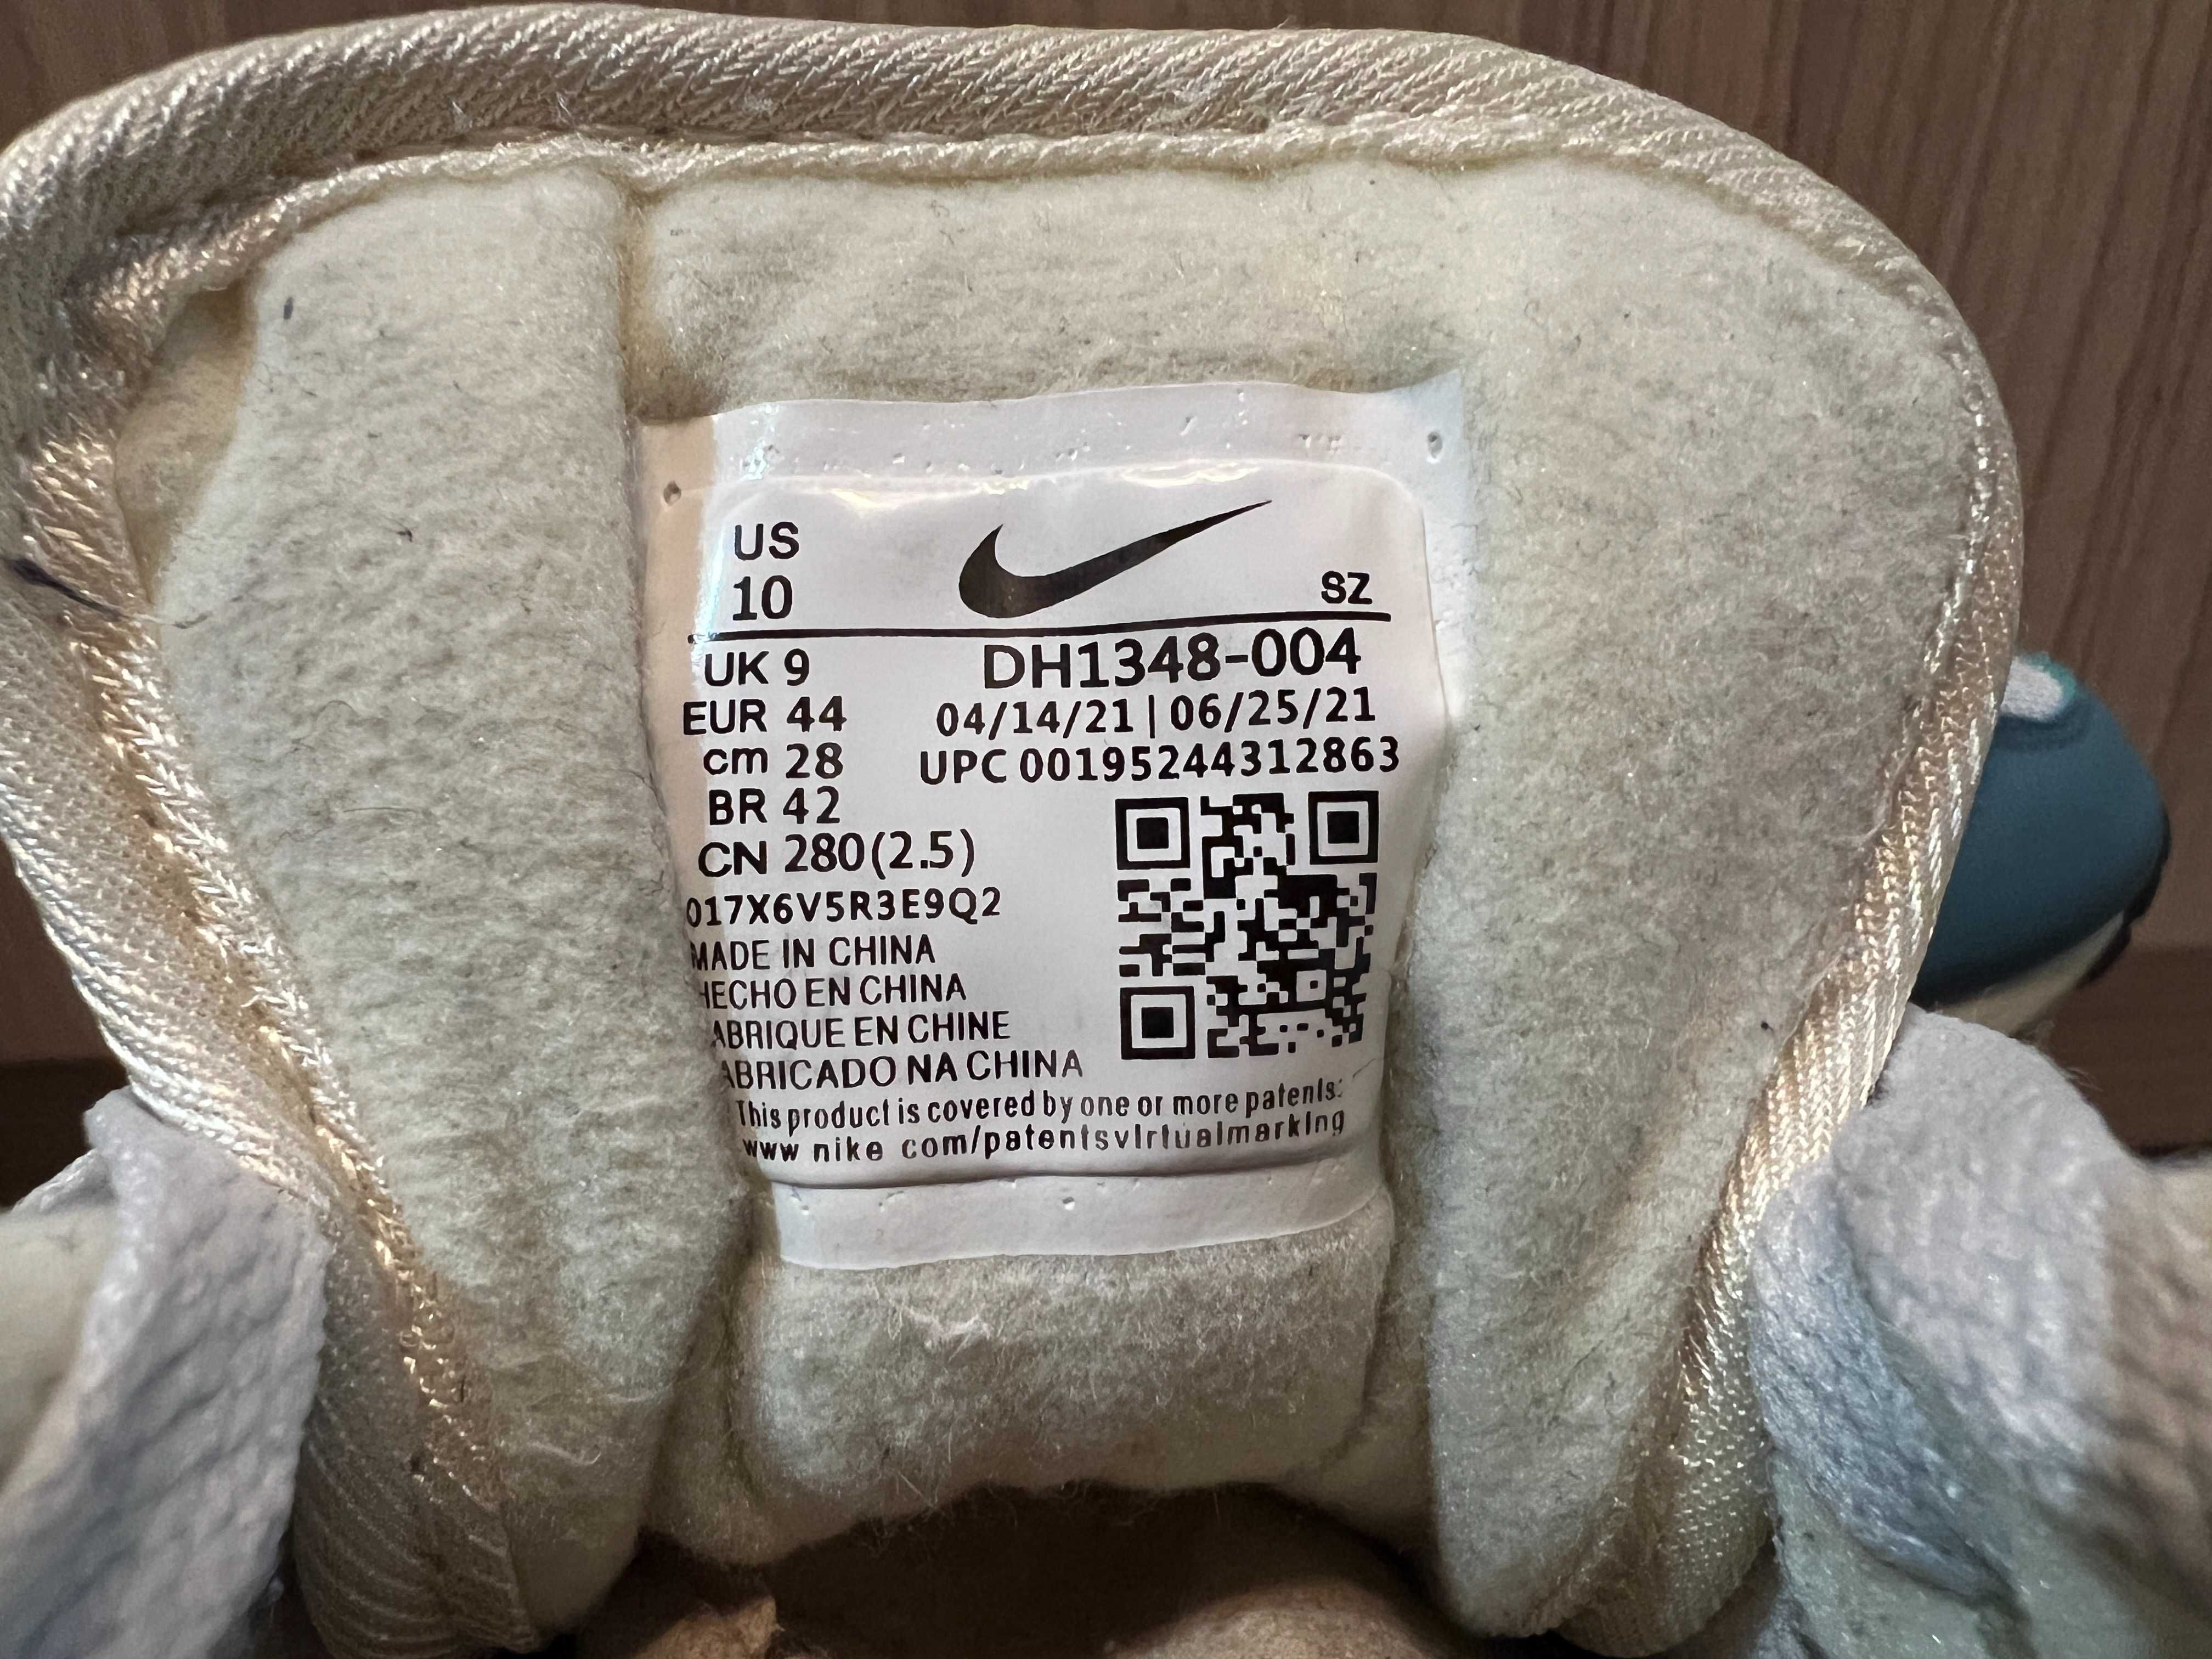 US
10
SZ
UK 9 DH1348-004
EUR 44 04/14/21 | 06/25/21
cm 28 UPC 00195244312863
BR 42
CN 280(2.5)
017X6V5R3E9Q2
MADE IN CHINA
HECHO EN CHINA
ABRIQUE EN CHINE
ABRICADO NA CHINA
This product is covered by one or more patents:
www nike com/patentsvirtualmarking